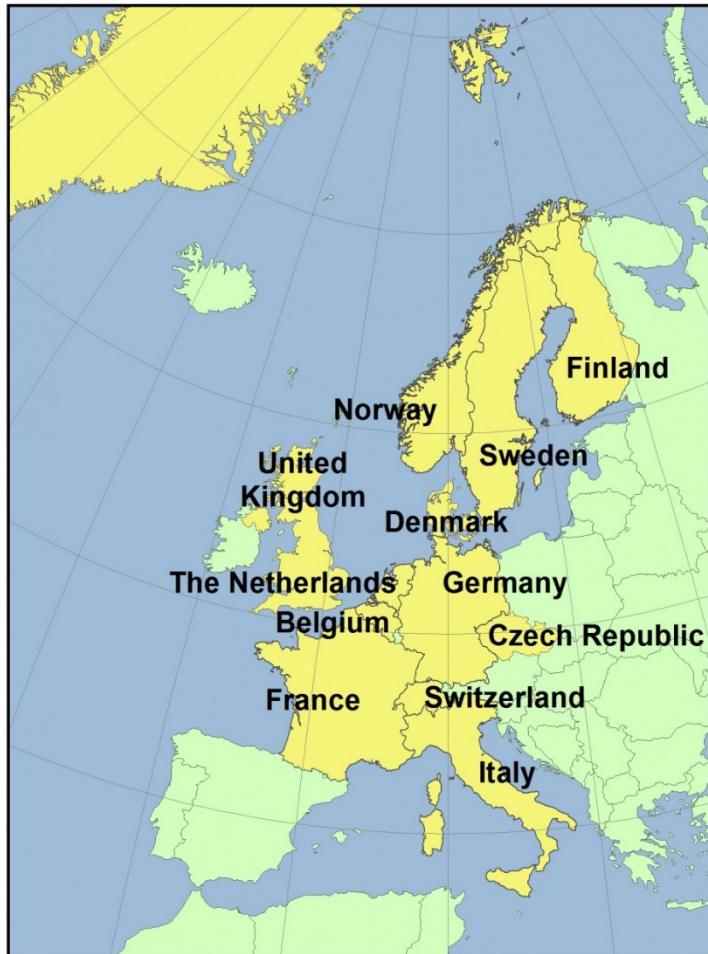 Finland
Norway
Sweden
United
Kingdom
Denmark
The Netherlands
Germany
Belgium
Czech Republic
France
Switzerland
Italy